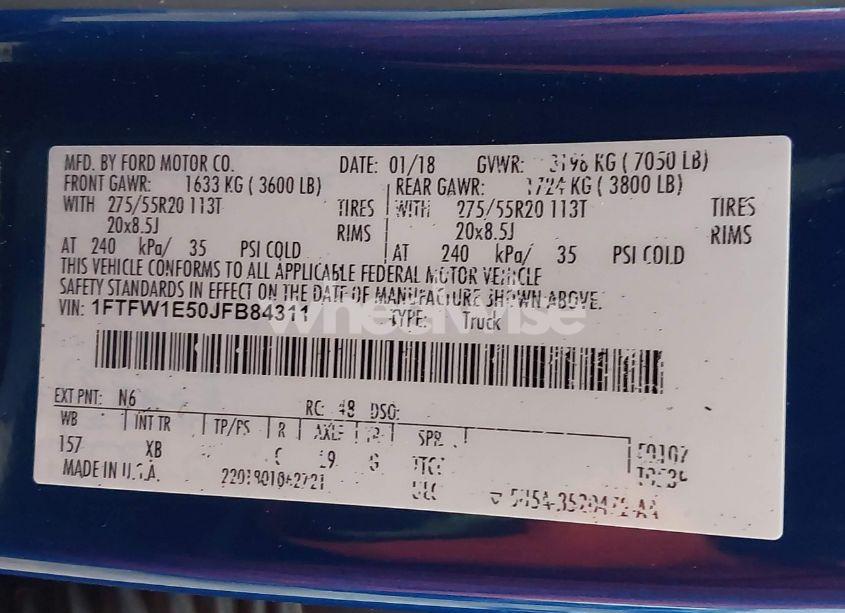 MFD. BY FORD MOTOR CO. DATE: 01/18 GVWR: 3196 KG ( 7050 LB)
FRONT GAWR: 1633 KG ( 3600 LB) REAR GAWR: 1724 KG ( 3800 LB)
WITH 275/55R20 113T TIRES WITH 275/55R20 113T TIRES
20x8.5J RIMS 20x8.5J RIMS
AT 240 kPa/ 35 PSI COLD AT 240 kPa/ 35 PSI COLD
THIS VEHICLE CONFORMS TO ALL APPLICABLE FEDERAL MOTOR VEHICLE
SAFETY STANDARDS IN EFFECT ON THE DATE OF MANUFACTURE SHOWN ABOVE.
VIN: 1FTFW1E50JFB84311 TYPE: Truck
wheelwise
EXT PNT: N6 RC: 48 DSO:
WB INT TR TP/PS R AXLE TR SPR
157 XB 19 G
MADE IN U.S.A.